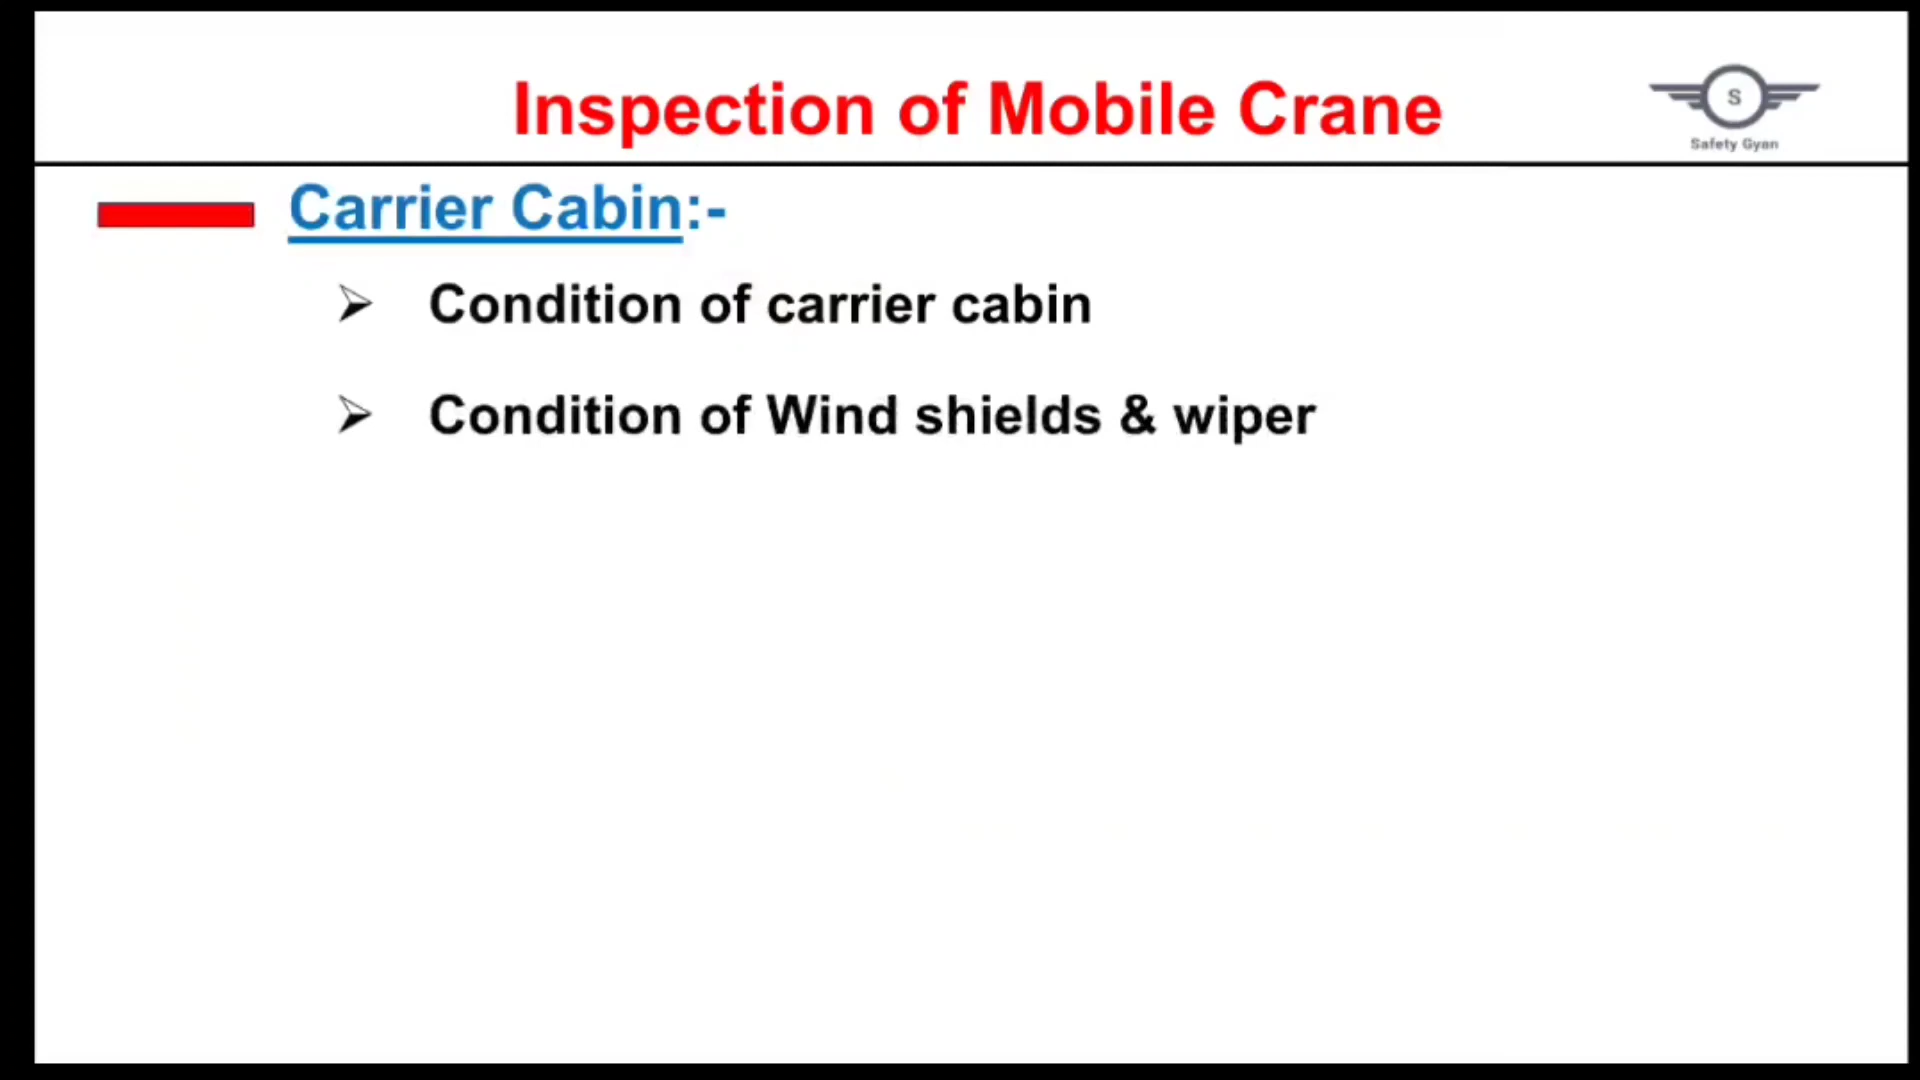 Inspection of Mobile Crane
S
Safety Gyan
Carrier Cabin:-
Condition of carrier cabin
Condition of Wind shields & wiper